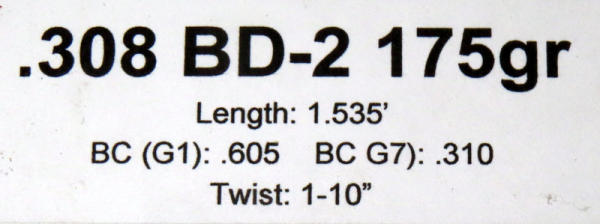 .308 BD-2 175gr
Length: 1.535’
BC (G1): .605 BC G7): .310
Twist: 1-10”